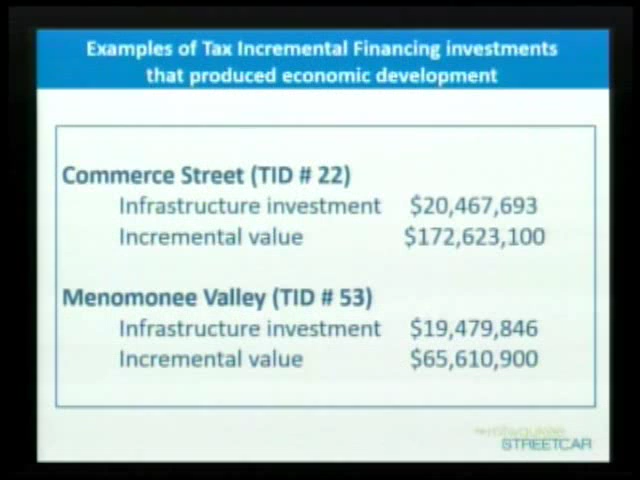 Examples of Tax Incremental Financing investments
that produced economic development
Commerce Street (TID # 22)
Infrastructure investment $20,467,693
Incremental value $172,623,100
Menomonee Valley (TID # 53)
Infrastructure investment $19,479,846
Incremental value $65,610,900
milwaukee
STREETCAR